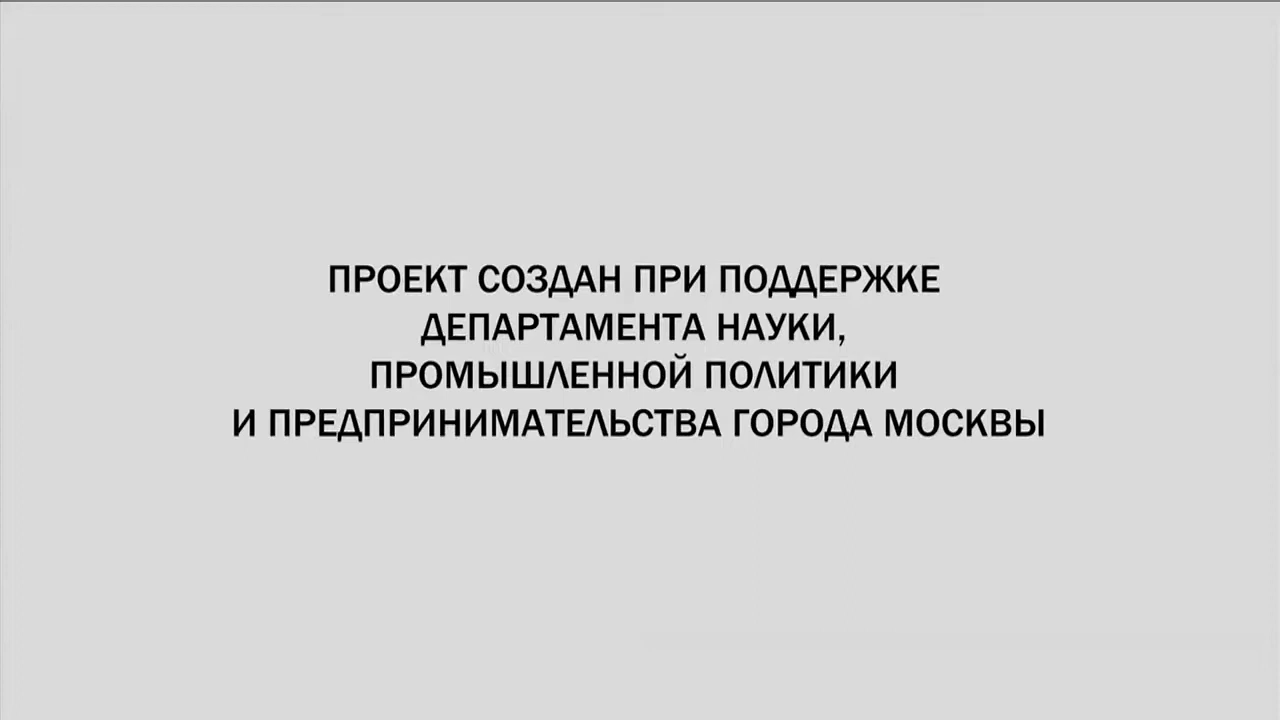 ПРОЕКТ СОЗДАН ПРИ ПОДДЕРЖКЕ
ДЕПАРТАМЕНТА НАУКИ,
ПРОМЫШЛЕННОЙ ПОЛИТИКИ
И ПРЕДПРИНИМАТЕЛЬСТВА ГОРОДА МОСКВЫ